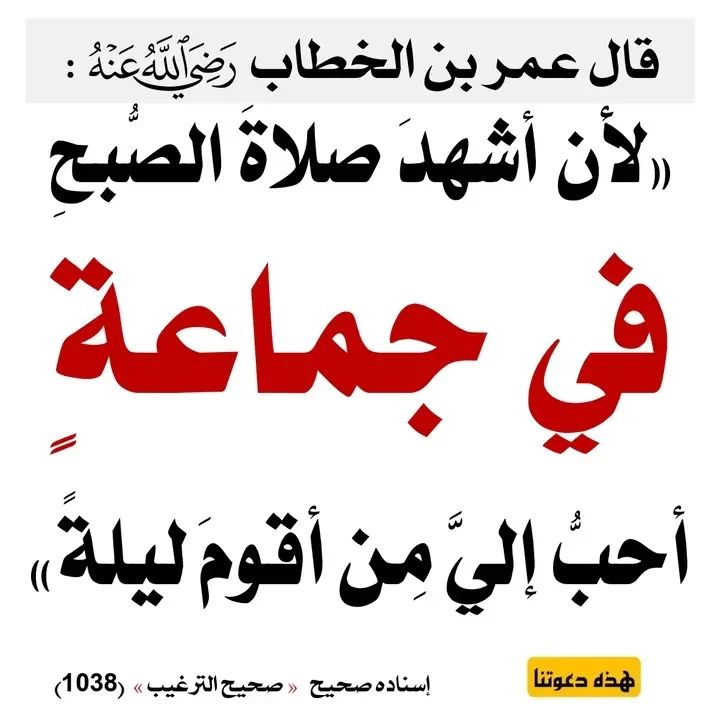 قال عمر بن الخطاب رَضِيَ اللَّهُ عَنْهُ :
((لأن أشهدَ صلاةَ الصُّبحِ
في جماعةٍ
أحبُّ إليَّ مِن أقومَ ليلةً))
إسناده صحيح « صحيح الترغيب » (1038)
هذه دعوتنا